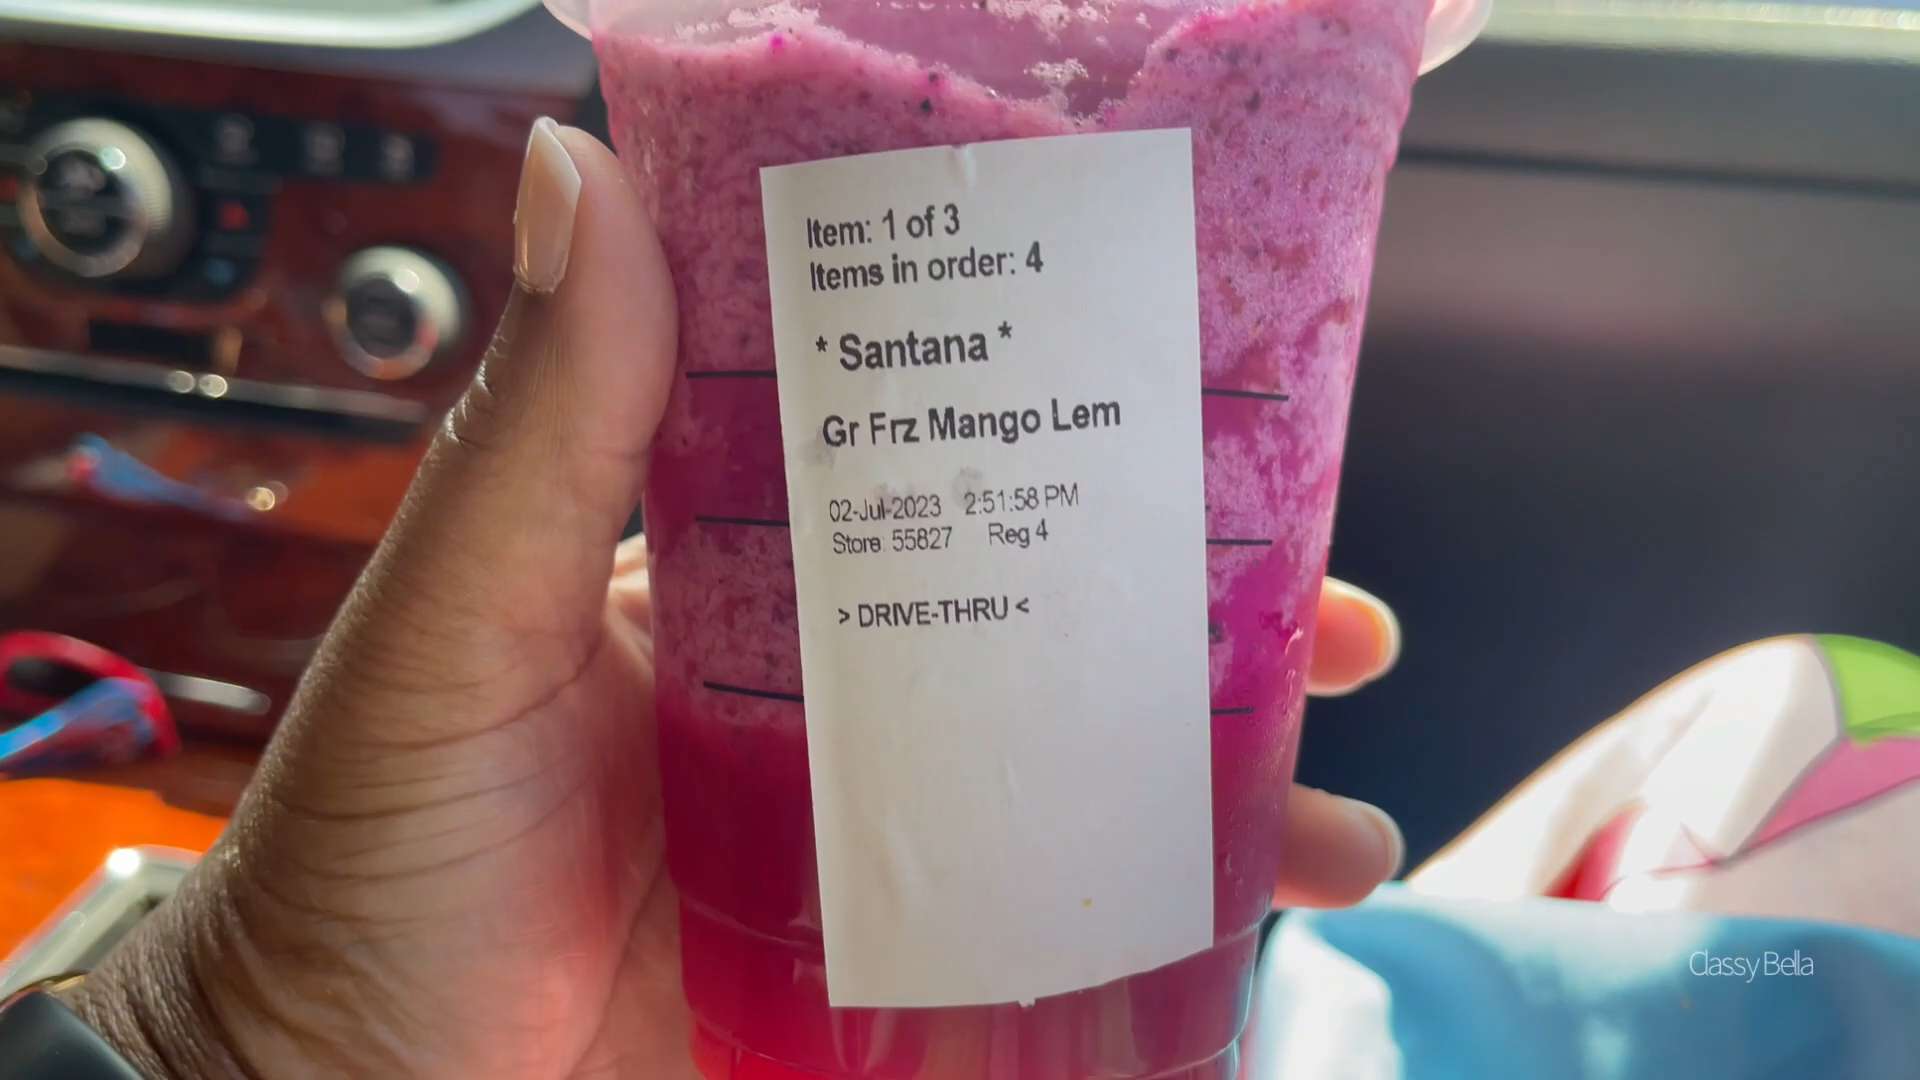 Item: 1 of 3
Items in order: 4
* Santana *
Gr Frz Mango Lem
02-Jul-2023 2:51:58 PM
Store: 55827 Reg 4
> DRIVE-THRU <
Classy Bella